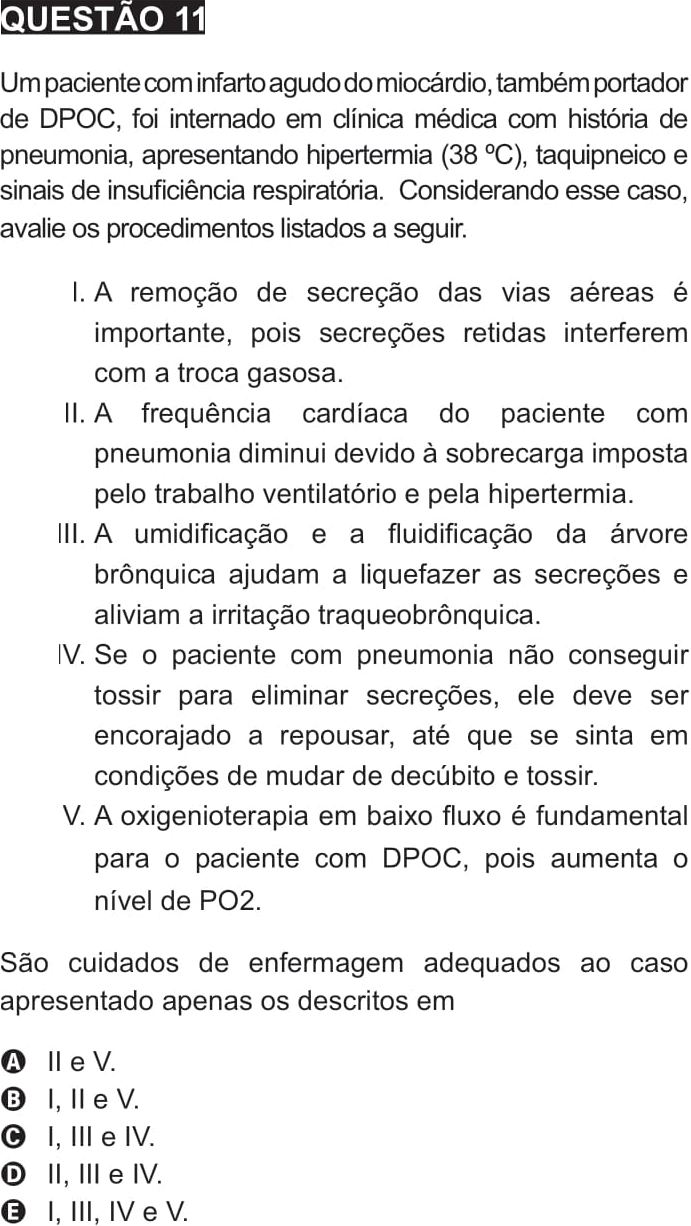 QUESTÃO 11
Um paciente com infarto agudo do miocárdio, também portador
de DPOC, foi internado em clínica médica com história de
pneumonia, apresentando hipertermia (38 ºC), taquipneico e
sinais de insuficiência respiratória. Considerando esse caso,
avalie os procedimentos listados a seguir.
I. A remoção de secreção das vias aéreas é
importante, pois secreções retidas interferem
com a troca gasosa.
II. A frequência cardíaca do paciente com
pneumonia diminui devido à sobrecarga imposta
pelo trabalho ventilatório e pela hipertermia.
III. A umidificação e a fluidificação da árvore
brônquica ajudam a liquefazer as secreções e
aliviam a irritação traqueobrônquica.
IV. Se o paciente com pneumonia não conseguir
tossir para eliminar secreções, ele deve ser
encorajado a repousar, até que se sinta em
condições de mudar de decúbito e tossir.
V. A oxigenioterapia em baixo fluxo é fundamental
para o paciente com DPOC, pois aumenta o
nível de PO2.
São cuidados de enfermagem adequados ao caso
apresentado apenas os descritos em
A II e V.
B I, II e V.
C I, III e IV.
D II, III e IV.
E I, III, IV e V.